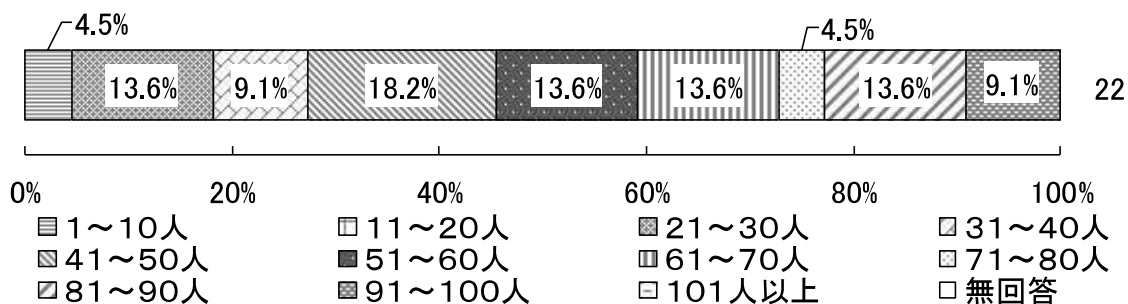 4.5% 4.5%
13.6% 9.1% 18.2% 13.6% 13.6% 13.6% 9.1% 22
0% 20% 40% 60% 80% 100%
1～10人 11～20人 21～30人 31～40人
41～50人 51～60人 61～70人 71～80人
81～90人 91～100人 101人以上 無回答